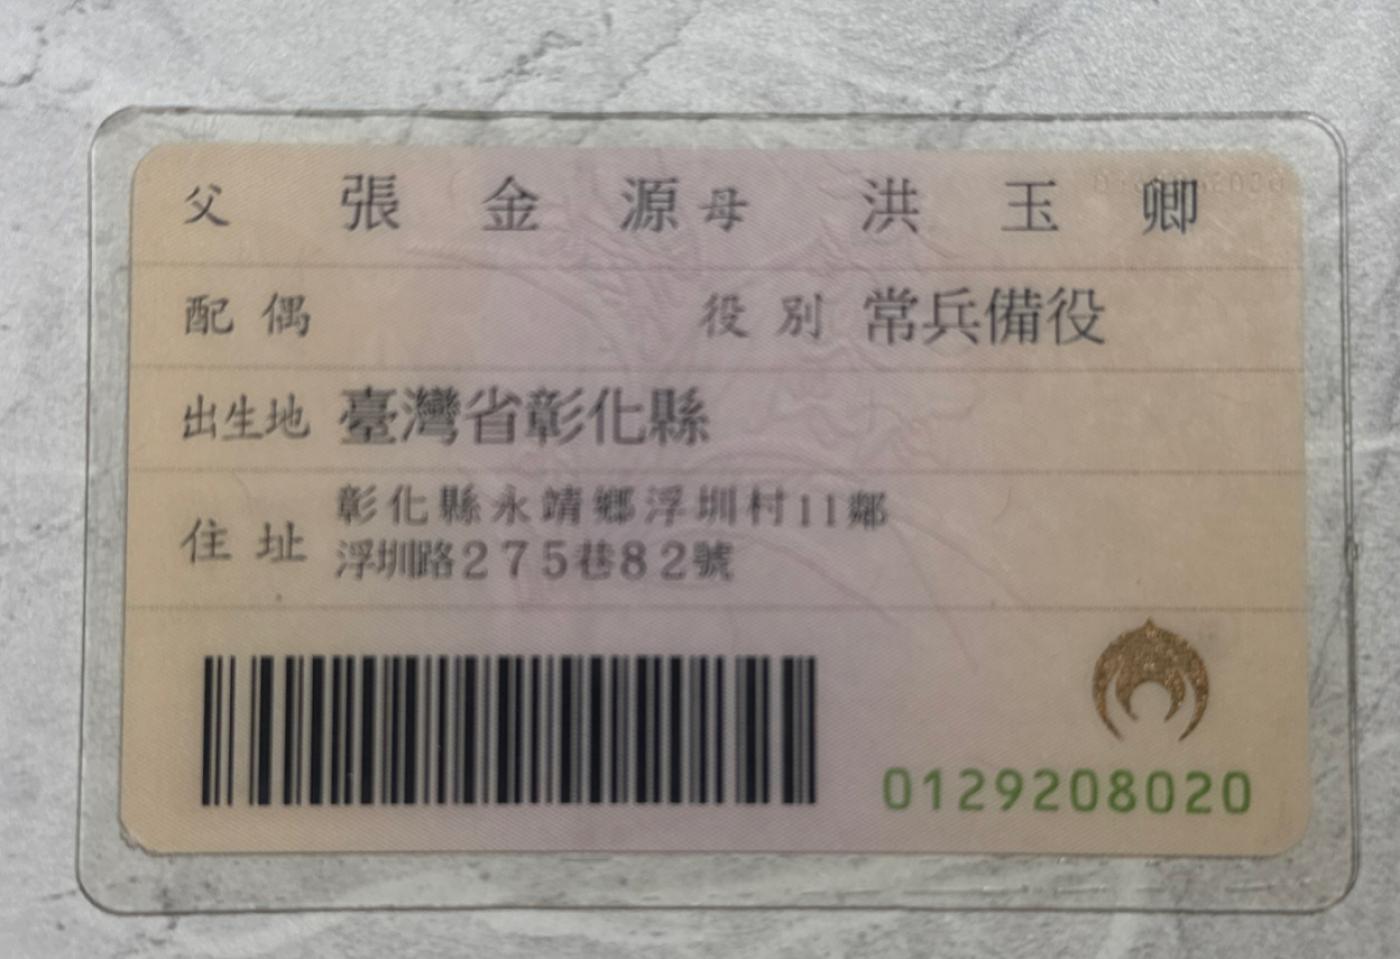 父 張金源 母 洪玉卿
配偶 役別 常兵備役
出生地 臺灣省彰化縣
住址 彰化縣永靖鄉浮圳村11鄰
浮圳路275巷82號
0129208020